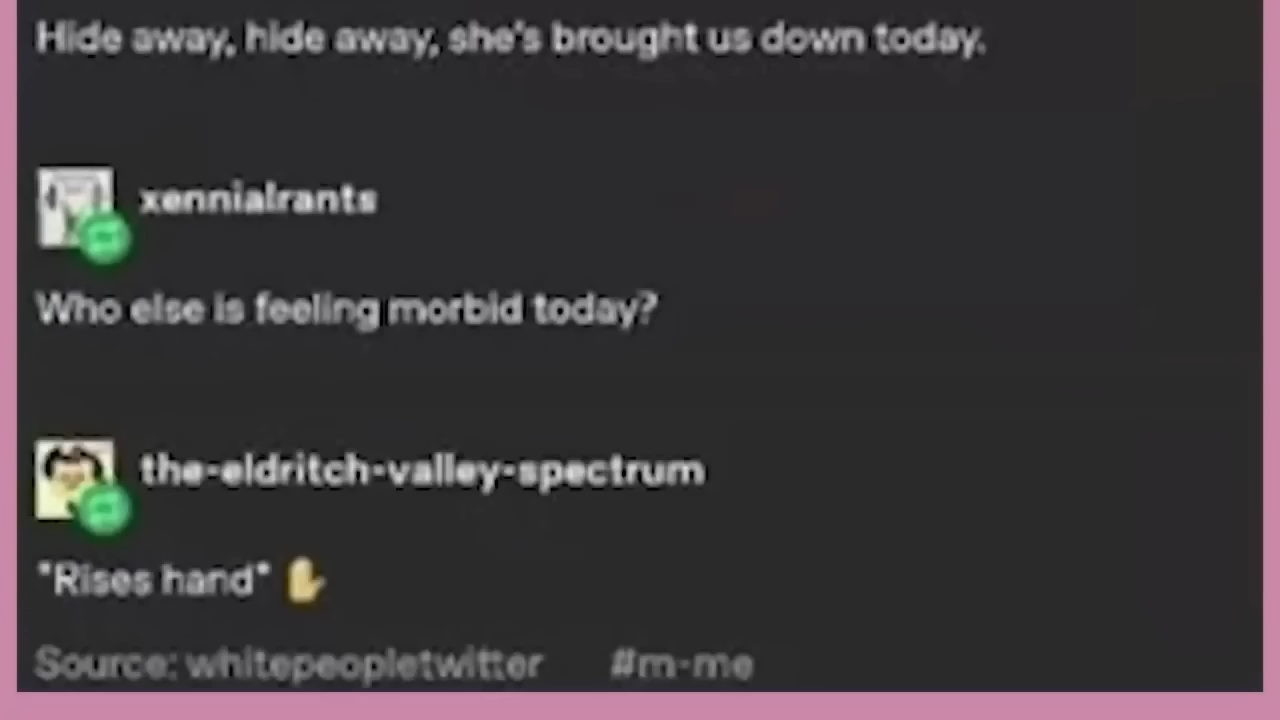 Hide away, hide away, she's brought us down today.
xennialrants
Who else is feeling morbid today?
the-eldritch-valley-spectrum
*Rises hand* ✋
Source: whitepeopletwitter #m-me